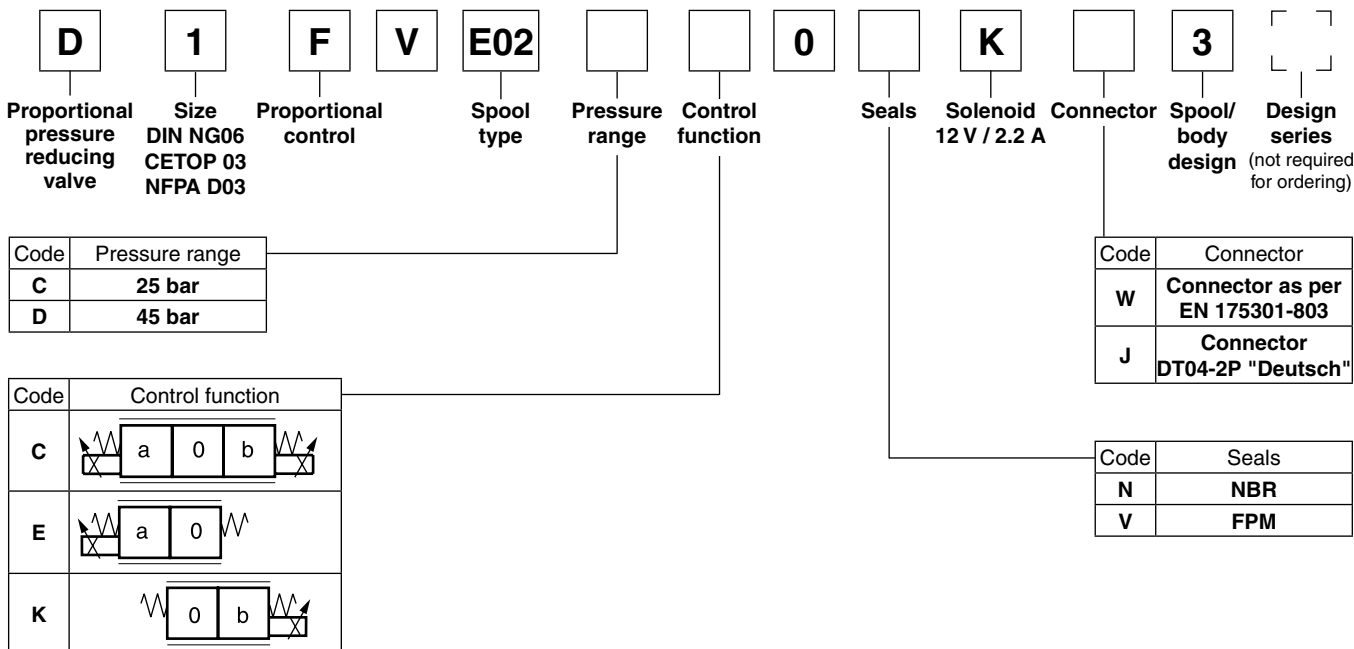 D 1 F V E02 0 K 3
Proportional pressure reducing valve
Size DIN NG06 CETOP 03 NFPA D03
Proportional control
Spool type
Pressure range
Control function
Seals
Solenoid 12 V / 2.2 A
Connector
Spool/ body design
Design series (not required for ordering)
Code Pressure range
C 25 bar
D 45 bar
Code Control function
C a 0 b
E a 0
K 0 b
Code Connector
W Connector as per EN 175301-803
J Connector DT04-2P "Deutsch"
Code Seals
N NBR
V FPM